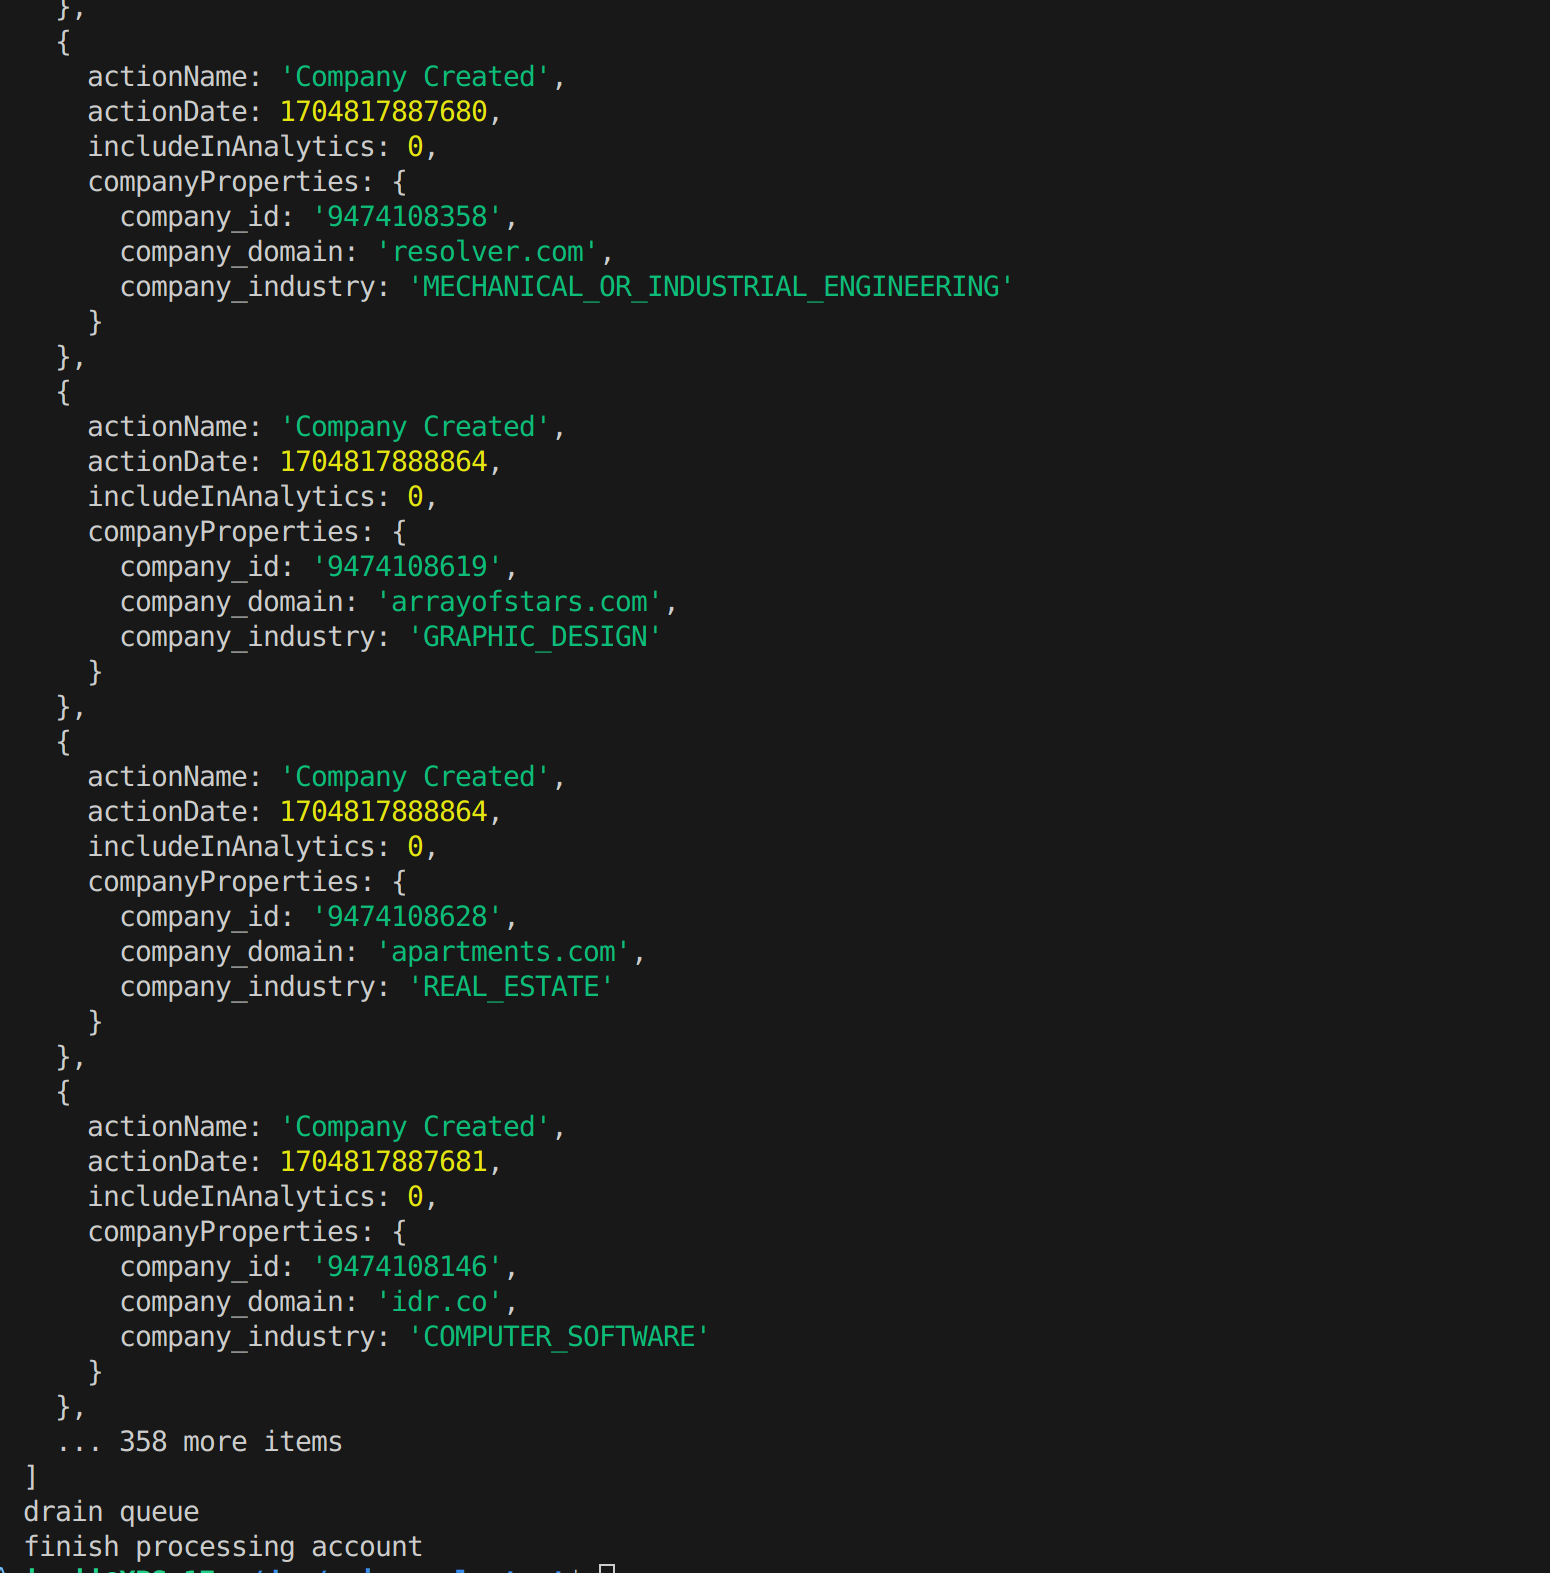 },
{
actionName: 'Company Created',
actionDate: 1704817887680,
includeInAnalytics: 0,
companyProperties: {
company_id: '9474108358',
company_domain: 'resolver.com',
company_industry: 'MECHANICAL_OR_INDUSTRIAL_ENGINEERING'
}
},
{
actionName: 'Company Created',
actionDate: 1704817888864,
includeInAnalytics: 0,
companyProperties: {
company_id: '9474108619',
company_domain: 'arrayofstars.com',
company_industry: 'GRAPHIC_DESIGN'
}
},
{
actionName: 'Company Created',
actionDate: 1704817888864,
includeInAnalytics: 0,
companyProperties: {
company_id: '9474108628',
company_domain: 'apartments.com',
company_industry: 'REAL_ESTATE'
}
},
{
actionName: 'Company Created',
actionDate: 1704817887681,
includeInAnalytics: 0,
companyProperties: {
company_id: '9474108146',
company_domain: 'idr.co',
company_industry: 'COMPUTER_SOFTWARE'
}
},
... 358 more items
]
drain queue
finish processing account